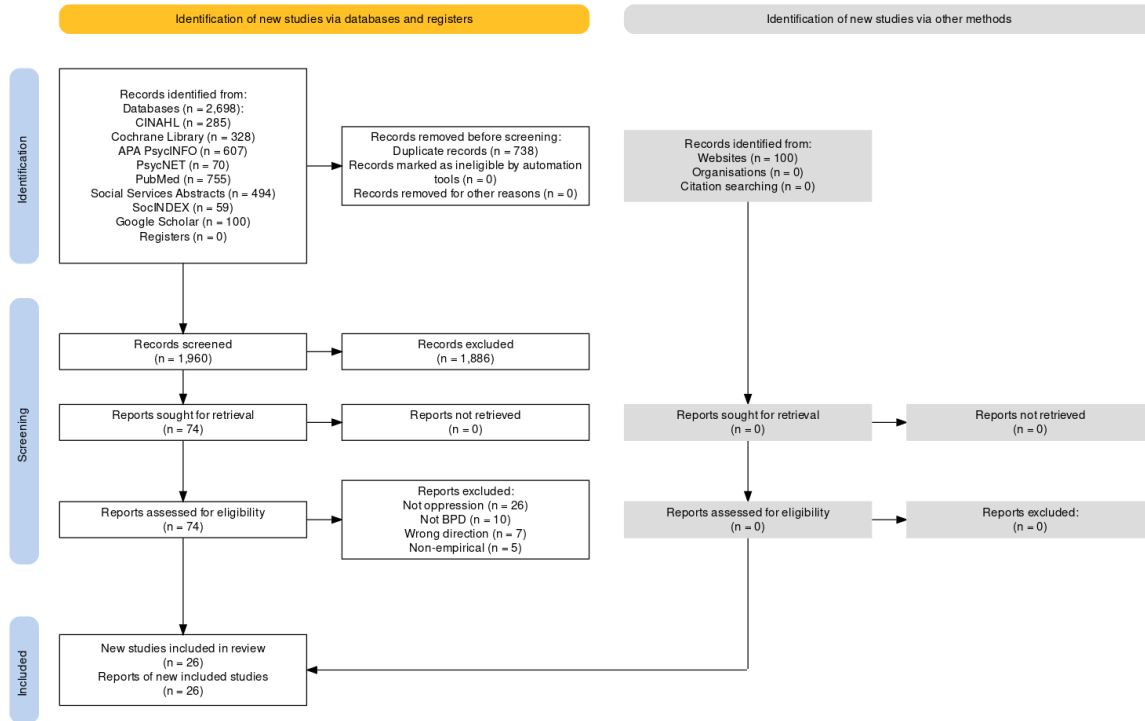 Identification of new studies via databases and registers
Identification of new studies via other methods
Identification
Records identified from:
Databases (n = 2,698):
CINAHL (n = 285)
Cochrane Library (n = 328)
APA PsycINFO (n = 607)
PsycNET (n = 70)
PubMed (n = 755)
Social Services Abstracts (n = 494)
SocINDEX (n = 59)
Google Scholar (n = 100)
Registers (n = 0)
Records removed before screening:
Duplicate records (n = 738)
Records marked as ineligible by automation
tools (n = 0)
Records removed for other reasons (n = 0)
Records identified from:
Websites (n = 100)
Organisations (n = 0)
Citation searching (n = 0)
Screening
Records screened
(n = 1,960)
Records excluded
(n = 1,886)
Reports sought for retrieval
(n = 74)
Reports not retrieved
(n = 0)
Reports sought for retrieval
(n = 0)
Reports not retrieved
(n = 0)
Reports assessed for eligibility
(n = 74)
Reports excluded:
Not oppression (n = 26)
Not BPD (n = 10)
Wrong direction (n = 7)
Non-empirical (n = 5)
Reports assessed for eligibility
(n = 0)
Reports excluded:
(n = 0)
Included
New studies included in review
(n = 26)
Reports of new included studies
(n = 26)